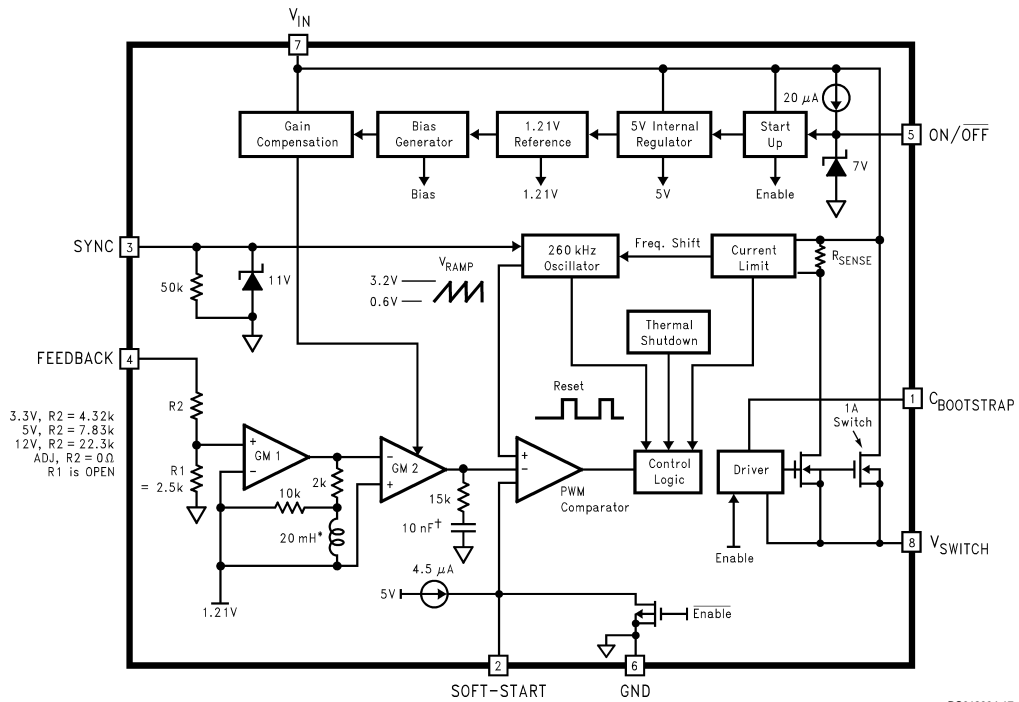 V_IN
7
20 μA
Gain
Compensation
Bias
Generator
1.21V
Reference
5V Internal
Regulator
Start
Up
5
ON/OFF
7V
Bias
1.21V
5V
Enable
SYNC
3
50k
11V
V_RAMP
3.2V
0.6V
260 kHz
Oscillator
Freq. Shift
Current
Limit
R_SENSE
Thermal
Shutdown
FEEDBACK
4
3.3V, R2 = 4.32k
5V, R2 = 7.83k
12V, R2 = 22.3k
ADJ, R2 = 0Ω
R1 is OPEN
R2
R1
= 2.5k
+
GM 1
−
10k
2k
20 mH*
1.21V
−
GM 2
+
15k
10 nF†
Reset
+
−
PWM
Comparator
Control
Logic
Driver
1A
Switch
1
C_BOOTSTRAP
Enable
8
V_SWITCH
4.5 μA
5V
Enable
2
SOFT-START
6
GND